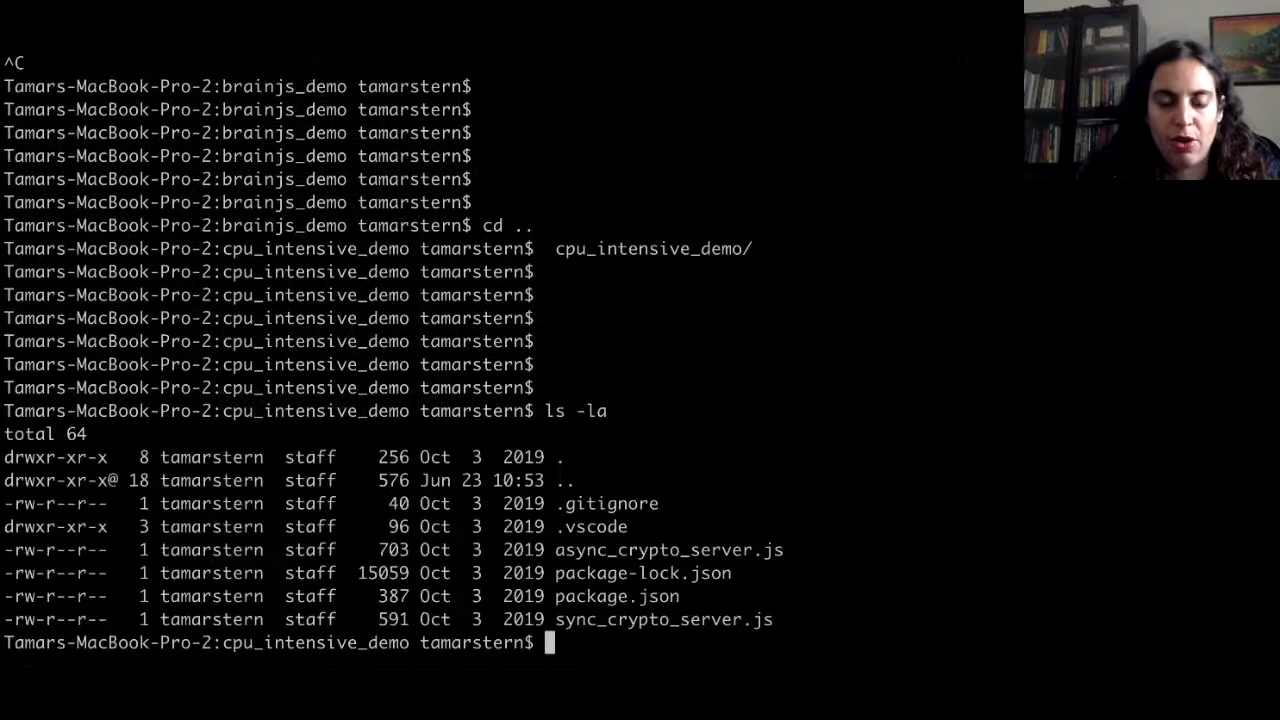 ^C
Tamars-MacBook-Pro-2:brainjs_demo tamarstern$
Tamars-MacBook-Pro-2:brainjs_demo tamarstern$
Tamars-MacBook-Pro-2:brainjs_demo tamarstern$
Tamars-MacBook-Pro-2:brainjs_demo tamarstern$
Tamars-MacBook-Pro-2:brainjs_demo tamarstern$
Tamars-MacBook-Pro-2:brainjs_demo tamarstern$
Tamars-MacBook-Pro-2:brainjs_demo tamarstern$ cd ..
Tamars-MacBook-Pro-2:cpu_intensive_demo tamarstern$  cpu_intensive_demo/
Tamars-MacBook-Pro-2:cpu_intensive_demo tamarstern$
Tamars-MacBook-Pro-2:cpu_intensive_demo tamarstern$
Tamars-MacBook-Pro-2:cpu_intensive_demo tamarstern$
Tamars-MacBook-Pro-2:cpu_intensive_demo tamarstern$
Tamars-MacBook-Pro-2:cpu_intensive_demo tamarstern$
Tamars-MacBook-Pro-2:cpu_intensive_demo tamarstern$
Tamars-MacBook-Pro-2:cpu_intensive_demo tamarstern$ ls -la
total 64
drwxr-xr-x   8 tamarstern  staff    256 Oct  3  2019 .
drwxr-xr-x@ 18 tamarstern  staff    576 Jun 23 10:53 ..
-rw-r--r--   1 tamarstern  staff     40 Oct  3  2019 .gitignore
drwxr-xr-x   3 tamarstern  staff     96 Oct  3  2019 .vscode
-rw-r--r--   1 tamarstern  staff    703 Oct  3  2019 async_crypto_server.js
-rw-r--r--   1 tamarstern  staff  15059 Oct  3  2019 package-lock.json
-rw-r--r--   1 tamarstern  staff    387 Oct  3  2019 package.json
-rw-r--r--   1 tamarstern  staff    591 Oct  3  2019 sync_crypto_server.js
Tamars-MacBook-Pro-2:cpu_intensive_demo tamarstern$